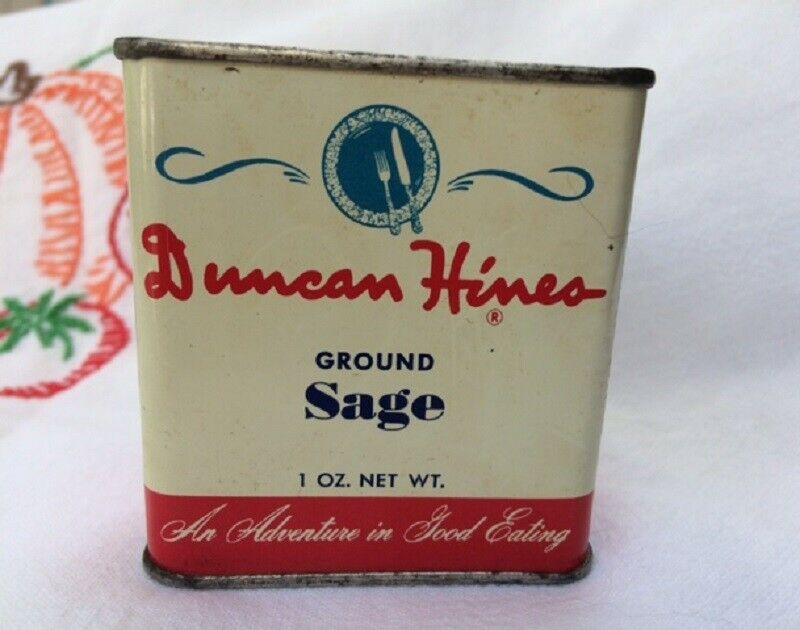 Duncan Hines
®
GROUND
Sage
1 OZ. NET WT.
An Adventure in Good Eating